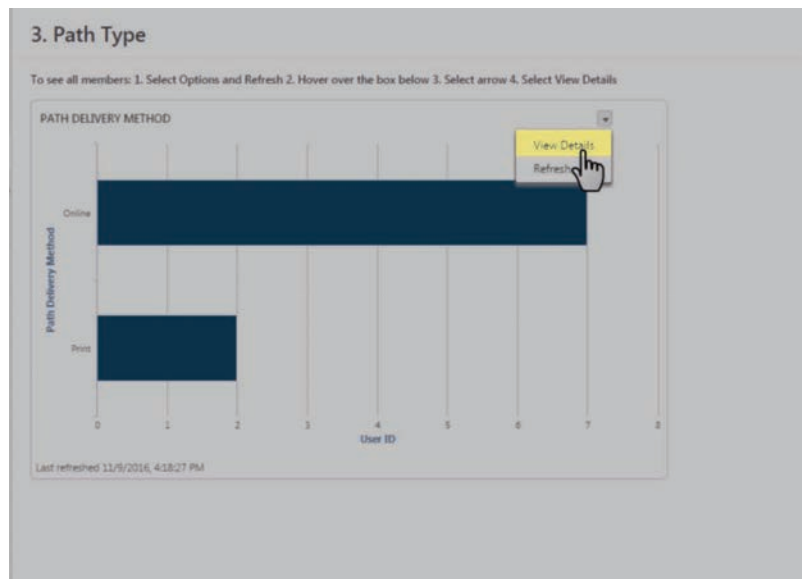 3. Path Type
To see all members: 1. Select Options and Refresh 2. Hover over the box below 3. Select arrow 4. Select View Details
PATH DELIVERY METHOD
View Details
Refresh
Online
Path Delivery Method
Print
0 1 2 3 4 5 6 7 8
User ID
Last refreshed 11/9/2016, 4:18:27 PM